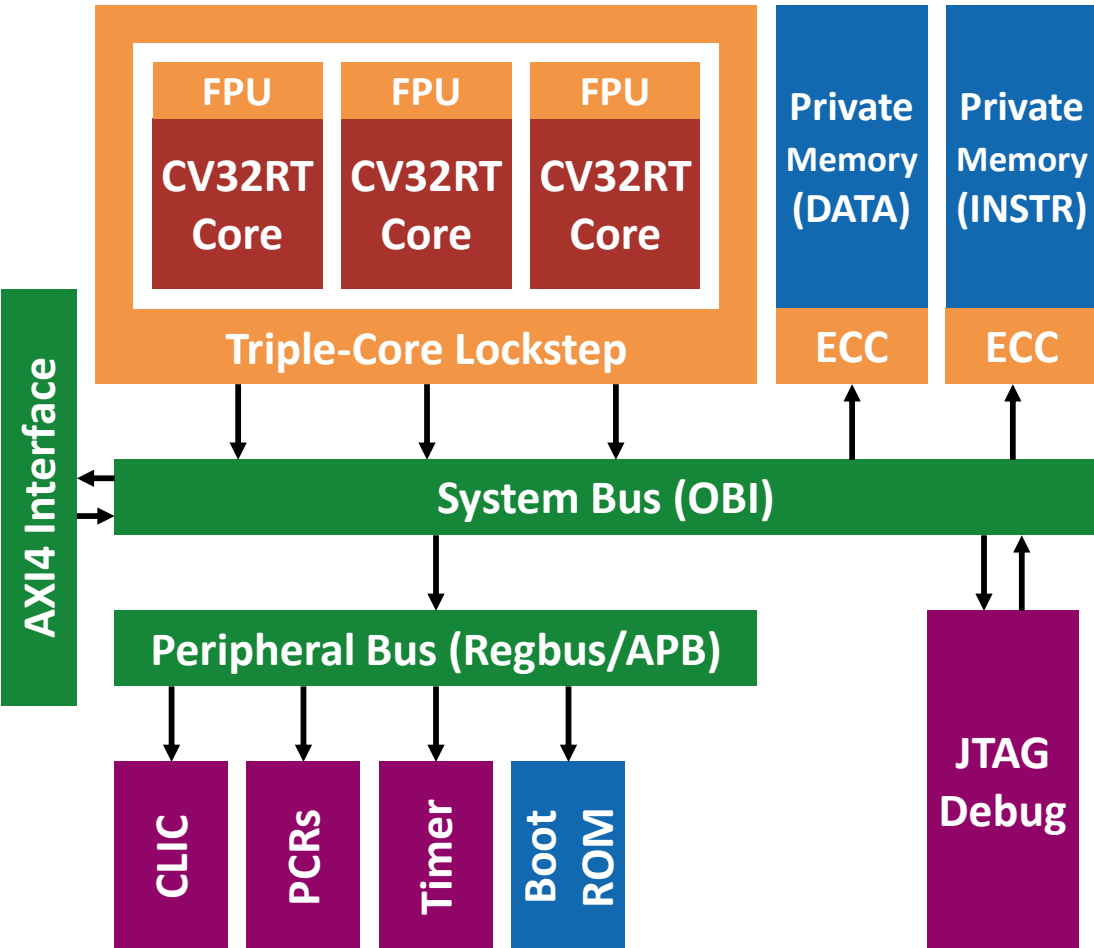 FPU
CV32RT
Core
FPU
CV32RT
Core
FPU
CV32RT
Core
Triple-Core Lockstep
Private
Memory
(DATA)
ECC
Private
Memory
(INSTR)
ECC
AXI4 Interface
System Bus (OBI)
Peripheral Bus (Regbus/APB)
CLIC
PCRs
Timer
Boot
ROM
JTAG
Debug